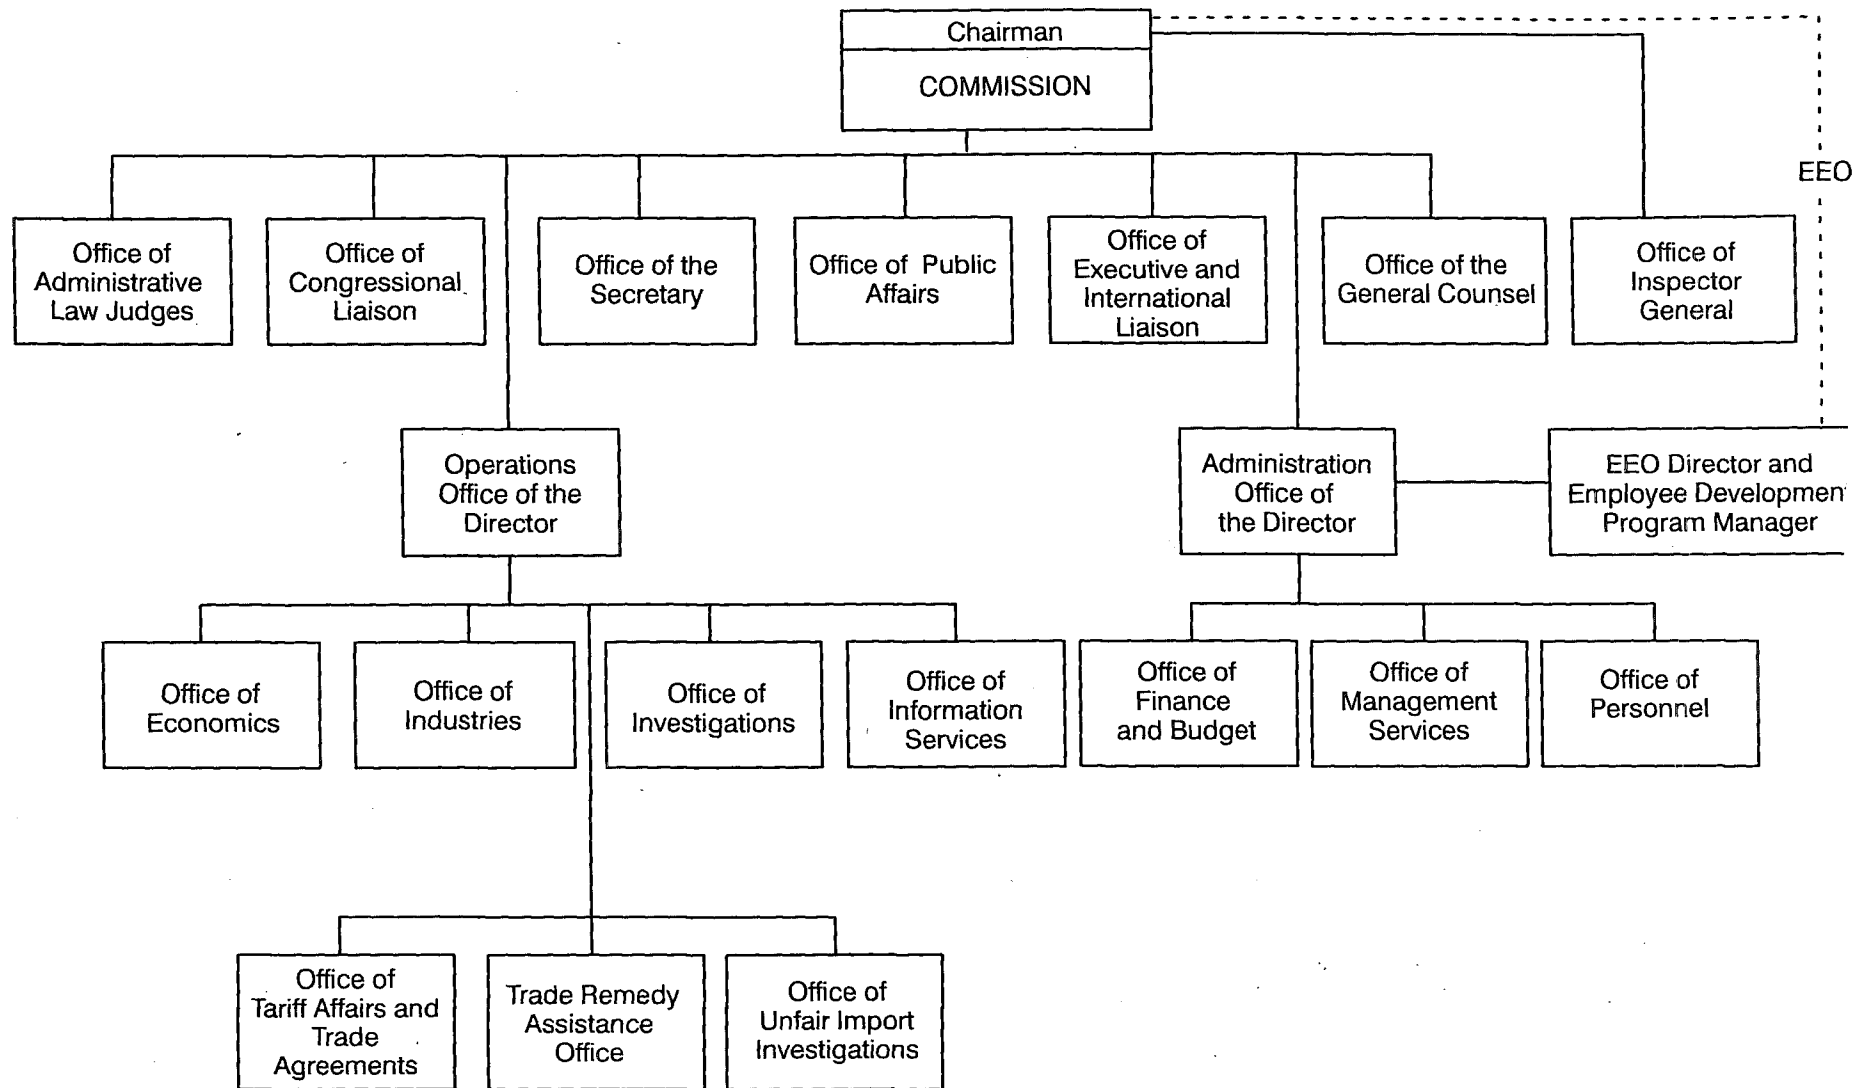 Chairman
COMMISSION
EEO
Office of
Administrative
Law Judges
Office of
Congressional
Liaison
Office of the
Secretary
Office of Public
Affairs
Office of
Executive and
International
Liaison
Office of the
General Counsel
Office of
Inspector
General
Operations
Office of the
Director
Administration
Office of
the Director
EEO Director and
Employee Developmen
Program Manager
Office of
Economics
Office of
Industries
Office of
Investigations
Office of
Information
Services
Office of
Finance
and Budget
Office of
Management
Services
Office of
Personnel
Office of
Tariff Affairs and
Trade
Agreements
Trade Remedy
Assistance
Office
Office of
Unfair Import
Investigations